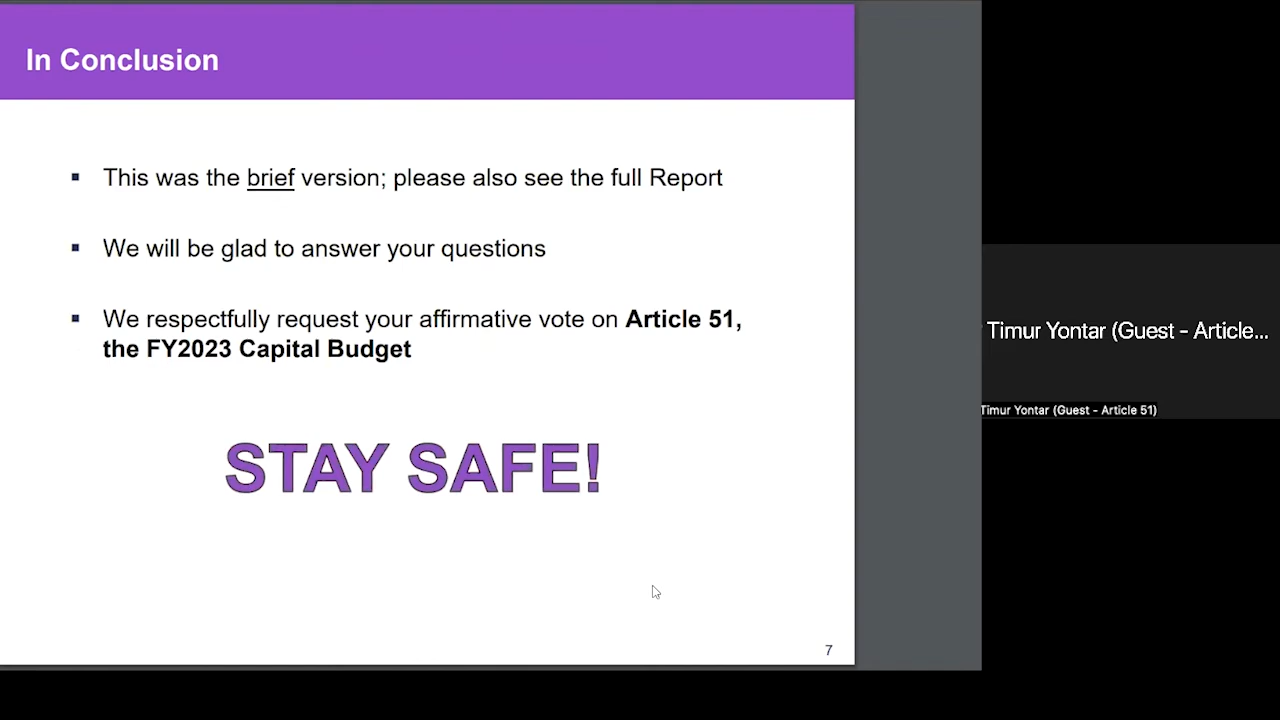 In Conclusion
▪ This was the brief version; please also see the full Report
▪ We will be glad to answer your questions
▪ We respectfully request your affirmative vote on Article 51,
the FY2023 Capital Budget
STAY SAFE!
7
Timur Yontar (Guest - Article...
Timur Yontar (Guest - Article 51)